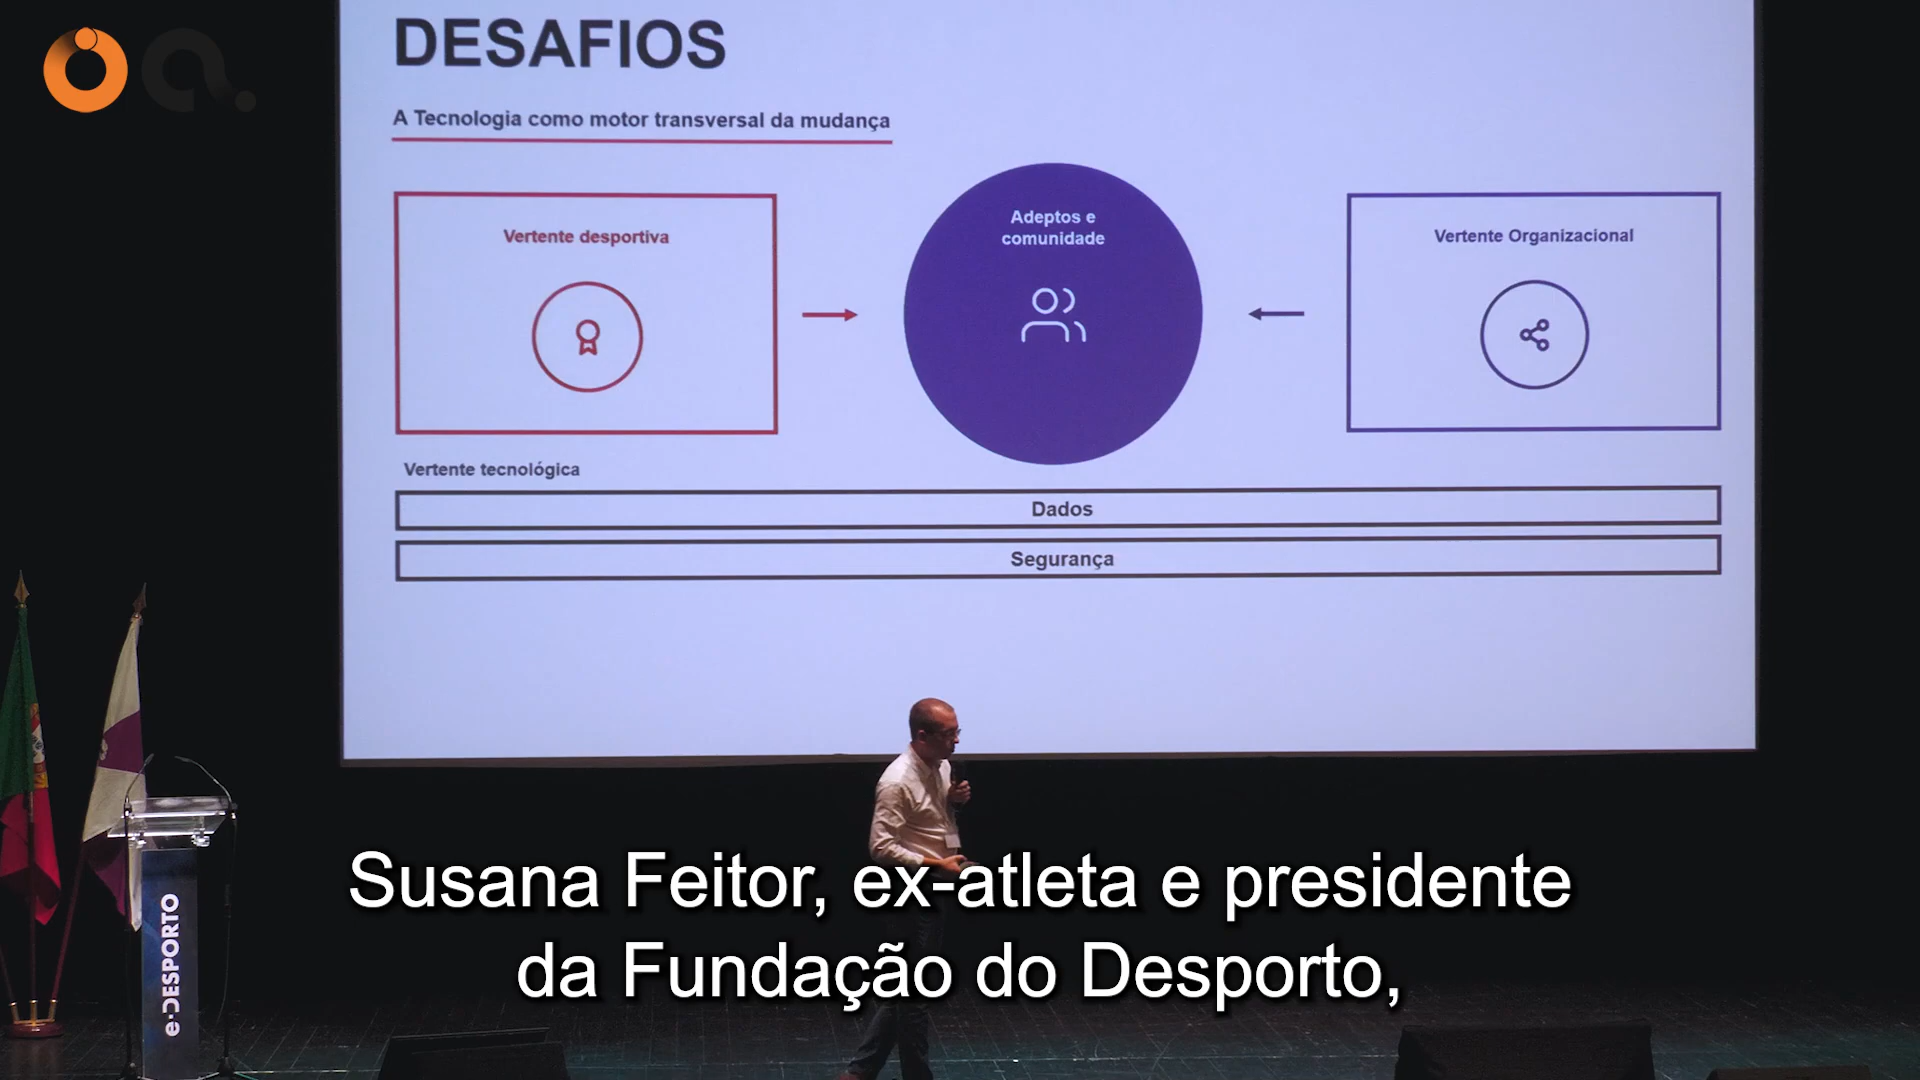 DESAFIOS
A Tecnologia como motor transversal da mudança
Vertente desportiva
Adeptos e
comunidade
Vertente Organizacional
Vertente tecnológica
Dados
Segurança
e·DESPORTO
Susana Feitor, ex-atleta e presidente
da Fundação do Desporto,